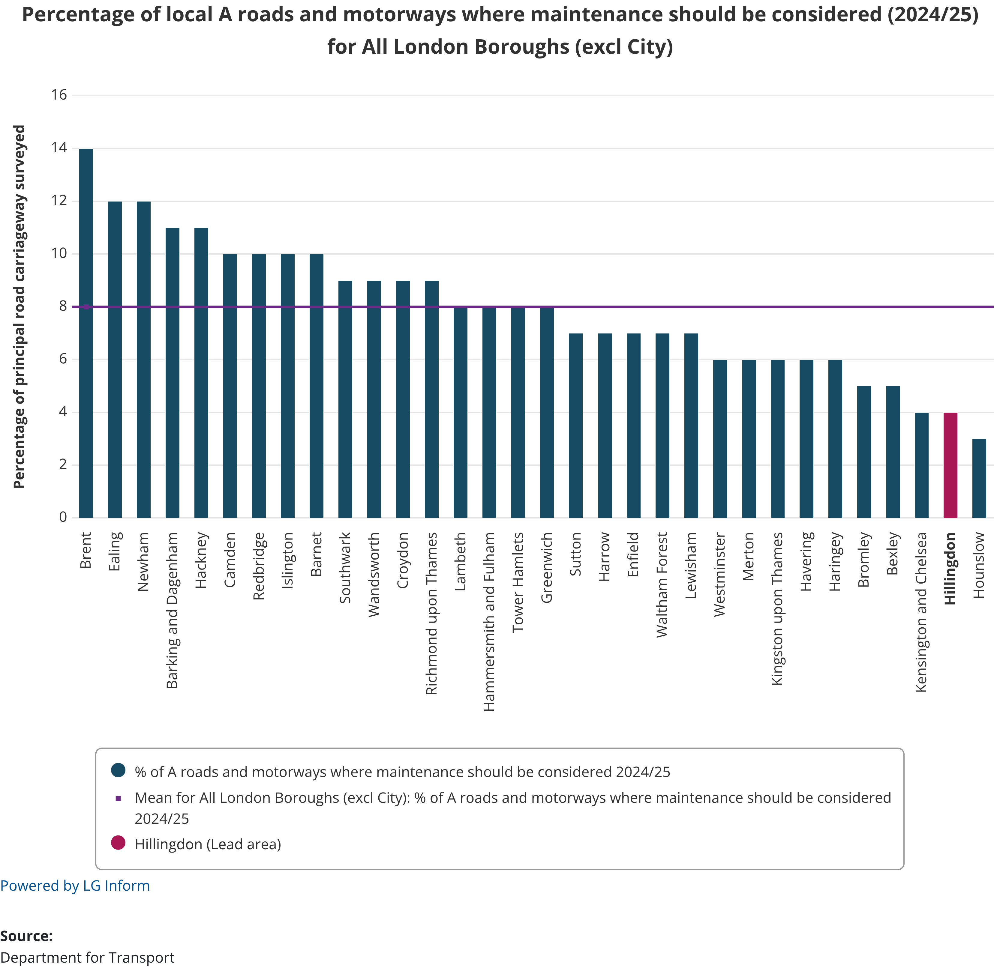 Percentage of local A roads and motorways where maintenance should be considered (2024/25)
for All London Boroughs (excl City)
Percentage of principal road carriageway surveyed
16
14
12
10
8
6
4
2
0
Brent
Ealing
Newham
Barking and Dagenham
Hackney
Camden
Redbridge
Islington
Barnet
Southwark
Wandsworth
Croydon
Richmond upon Thames
Lambeth
Hammersmith and Fulham
Tower Hamlets
Greenwich
Sutton
Harrow
Enfield
Waltham Forest
Lewisham
Westminster
Merton
Kingston upon Thames
Havering
Haringey
Bromley
Bexley
Kensington and Chelsea
Hillingdon
Hounslow
% of A roads and motorways where maintenance should be considered 2024/25
Mean for All London Boroughs (excl City): % of A roads and motorways where maintenance should be considered
2024/25
Hillingdon (Lead area)
Powered by LG Inform
Source:
Department for Transport